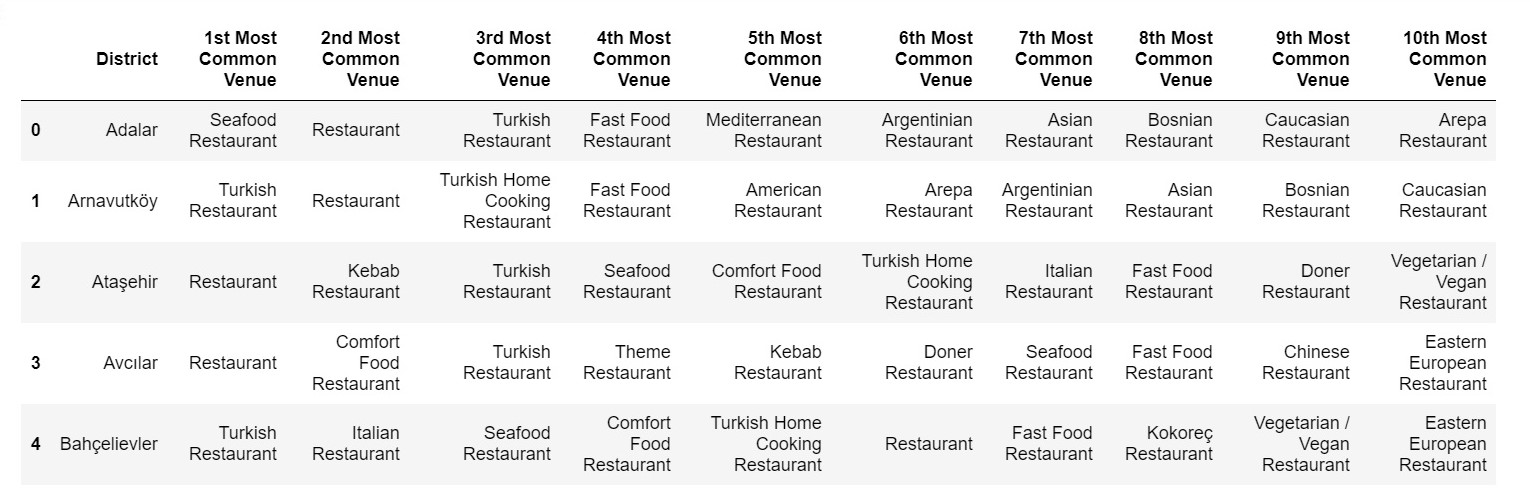 District 1st Most Common Venue 2nd Most Common Venue 3rd Most Common Venue 4th Most Common Venue 5th Most Common Venue 6th Most Common Venue 7th Most Common Venue 8th Most Common Venue 9th Most Common Venue 10th Most Common Venue
0 Adalar Seafood Restaurant Restaurant Turkish Restaurant Fast Food Restaurant Mediterranean Restaurant Argentinian Restaurant Asian Restaurant Bosnian Restaurant Caucasian Restaurant Arepa Restaurant
1 Arnavutköy Turkish Restaurant Restaurant Turkish Home Cooking Restaurant Fast Food Restaurant American Restaurant Arepa Restaurant Argentinian Restaurant Asian Restaurant Bosnian Restaurant Caucasian Restaurant
2 Ataşehir Restaurant Kebab Restaurant Turkish Restaurant Seafood Restaurant Comfort Food Restaurant Turkish Home Cooking Restaurant Italian Restaurant Fast Food Restaurant Doner Restaurant Vegetarian / Vegan Restaurant
3 Avcılar Restaurant Comfort Food Restaurant Turkish Restaurant Theme Restaurant Kebab Restaurant Doner Restaurant Seafood Restaurant Fast Food Restaurant Chinese Restaurant Eastern European Restaurant
4 Bahçelievler Turkish Restaurant Italian Restaurant Seafood Restaurant Comfort Food Restaurant Turkish Home Cooking Restaurant Restaurant Fast Food Restaurant Kokoreç Restaurant Vegetarian / Vegan Restaurant Eastern European Restaurant